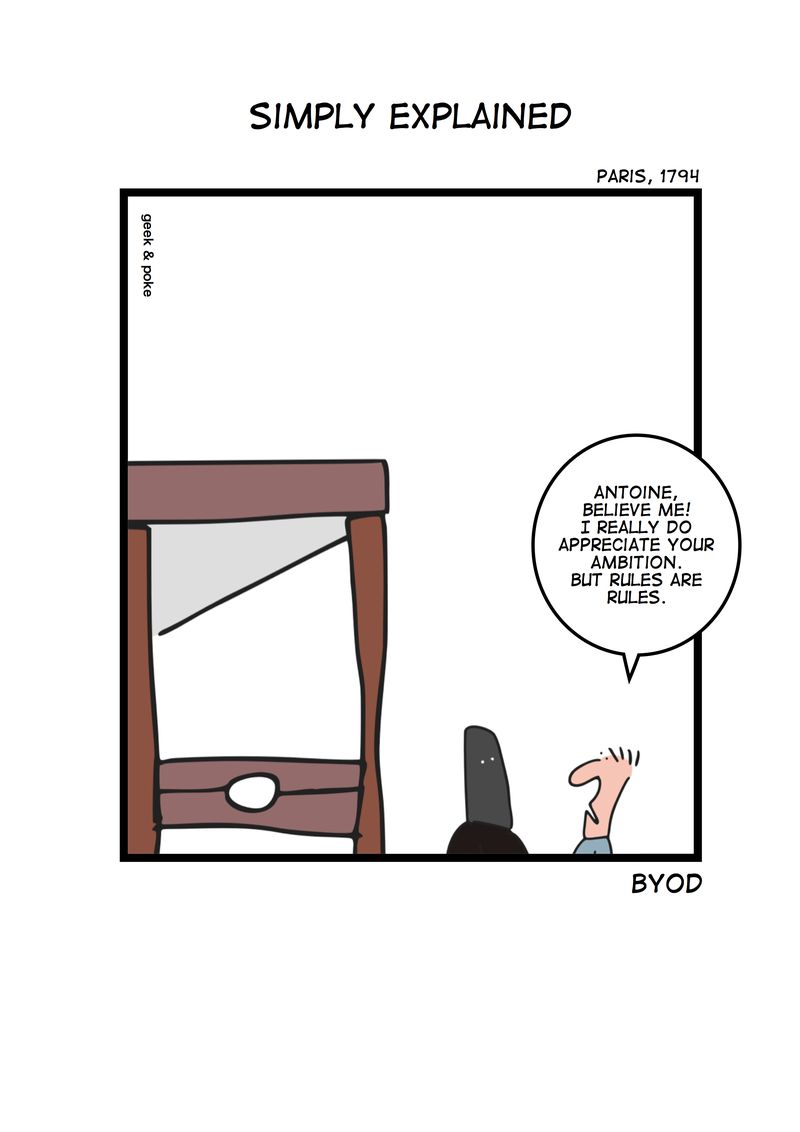 SIMPLY EXPLAINED
PARIS, 1794
geek & poke
ANTOINE,
BELIEVE ME!
I REALLY DO
APPRECIATE YOUR
AMBITION.
BUT RULES ARE
RULES.
BYOD